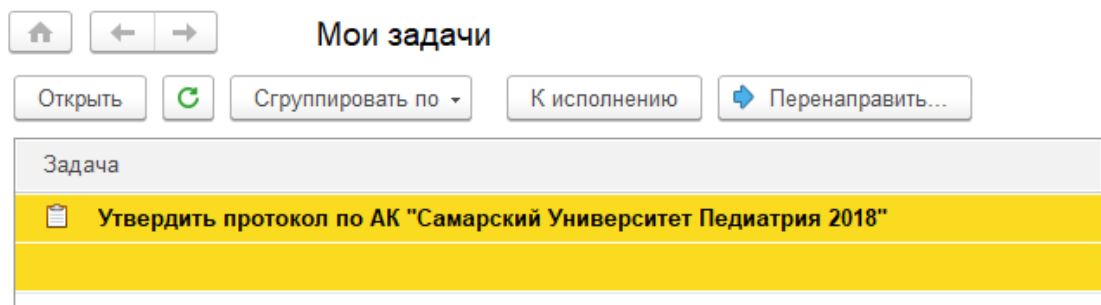 Мои задачи
Открыть Сгруппировать по К исполнению Перенаправить...
Задача
Утвердить протокол по АК "Самарский Университет Педиатрия 2018"